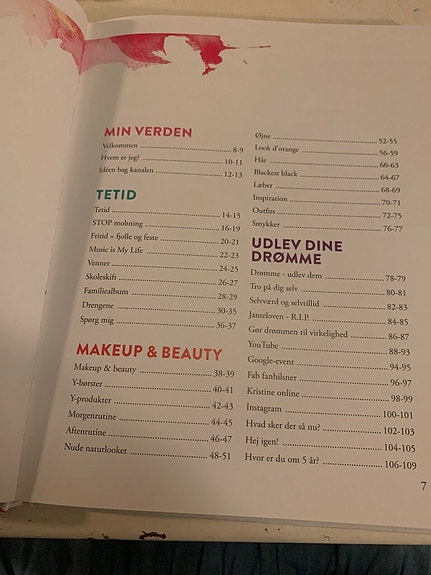 MIN VERDEN
Velkommen 8-9
Hvem er jeg? 10-11
Idéen bag kanalen 12-13
TETID
Tetid 14-15
STOP mobning 16-19
Fritid = fjolle og feste 20-21
Music is My Life 22-23
Venner 24-25
Skoleskift 26-27
Familiealbum 28-29
Drengene 30-35
Spørg mig 36-37
MAKEUP & BEAUTY
Makeup & beauty 38-39
Y-børster 40-41
Y-produkter 42-43
Morgenrutine 44-45
Aftenrutine 46-47
Nude naturlooket 48-51
Øjne 52-55
Look d'orange 56-59
Hår 60-63
Blackest black 64-67
Læber 68-69
Inspiration 70-71
Outfits 72-75
Smykker 76-77
UDLEV DINE
DRØMME
Drømme - udlev dem 78-79
Tro på dig selv 80-81
Selvværd og selvtillid 82-83
Janteloven - R.I.P. 84-85
Gør drømmen til virkelighed 86-87
YouTube 88-93
Google-event 94-95
Fab fanhilsner 96-97
Kristine online 98-99
Instagram 100-101
Hvad sker der så nu? 102-103
Hej igen! 104-105
Hvor er du om 5 år? 106-109
7